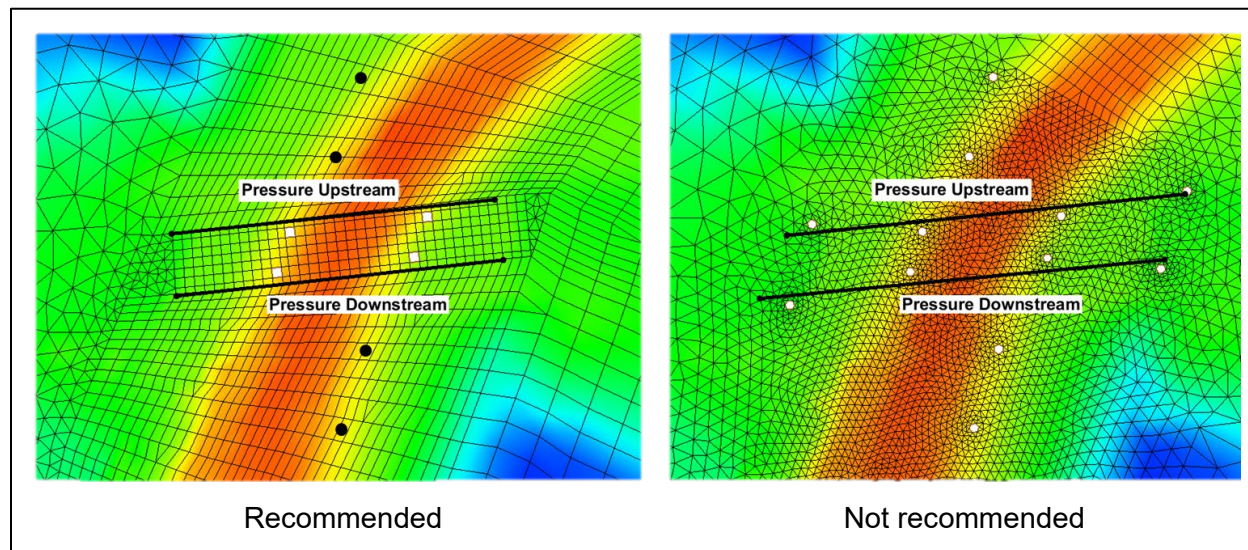 Pressure Upstream
Pressure Downstream
Pressure Upstream
Pressure Downstream
Recommended
Not recommended